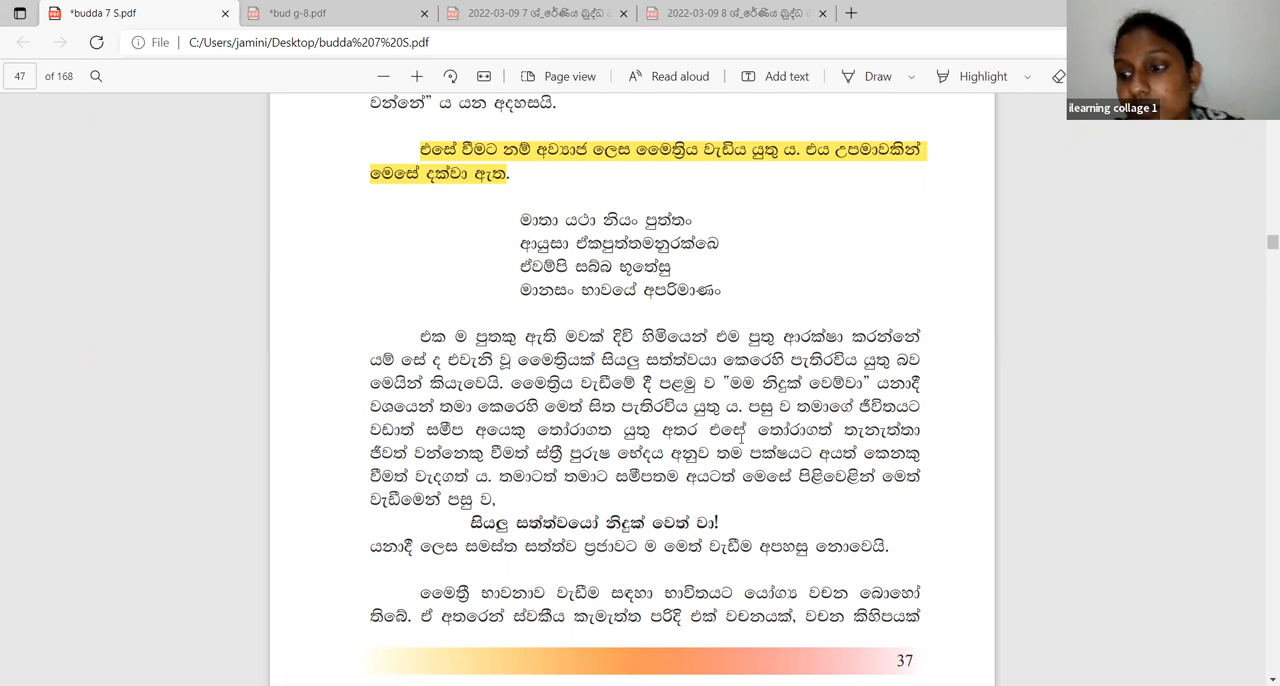 *budda 7 S.pdf
*bud g-8.pdf
2022-03-09 7 ශ්‍රේණිය බුද්ධ
2022-03-09 8 ශ්‍රේණිය බුද්ධ
File
C:/Users/jamini/Desktop/budda%207%20S.pdf
47 of 168
Page view
Read aloud
Add text
Draw
Highlight
ilearning collage 1
වන්නේ” ය යන අදහසයි.
එසේ වීමට නම් අව්‍යාජ ලෙස මෛත්‍රිය වැඩිය යුතු ය. එය උපමාවකින්
මෙසේ දක්වා ඇත.
මාතා යථා නියං පුත්තං
ආයුසා ඒකපුත්තමනුරක්ඛෙ
ඒවම්පි සබ්බ භූතේසු
මානසං භාවයේ අපරිමාණං
එක ම පුතකු ඇති මවක් දිවි හිමියෙන් එම පුතු ආරක්ෂා කරන්නේ
යම් සේ ද එවැනි වූ මෛත්‍රියක් සියලු සත්ත්වයා කෙරෙහි පැතිරවිය යුතු බව
මෙයින් කියැවෙයි. මෛත්‍රිය වැඩීමේ දී පළමු ව “මම නිදුක් වෙම්වා” යනාදී
වශයෙන් තමා කෙරෙහි මෙත් සිත පැතිරවිය යුතු ය. පසු ව තමාගේ ජීවිතයට
වඩාත් සමීප අයෙකු තෝරාගත යුතු අතර එසේ තෝරාගත් තැනැත්තා
ජීවත් වන්නෙකු වීමත් ස්ත්‍රී පුරුෂ භේදය අනුව තම පක්ෂයට අයත් කෙනකු
වීමත් වැදගත් ය. තමාටත් තමාට සමීපතම අයටත් මෙසේ පිළිවෙළින් මෙත්
වැඩීමෙන් පසු ව,
සියලු සත්ත්වයෝ නිදුක් වෙත් වා!
යනාදී ලෙස සමස්ත සත්ත්ව ප්‍රජාවට ම මෙත් වැඩීම අපහසු නොවෙයි.
මෛත්‍රී භාවනාව වැඩීම සඳහා භාවිතයට යෝග්‍ය වචන බොහෝ
තිබේ. ඒ අතරෙන් ස්වකීය කැමැත්ත පරිදි එක් වචනයක්, වචන කිහිපයක්
37